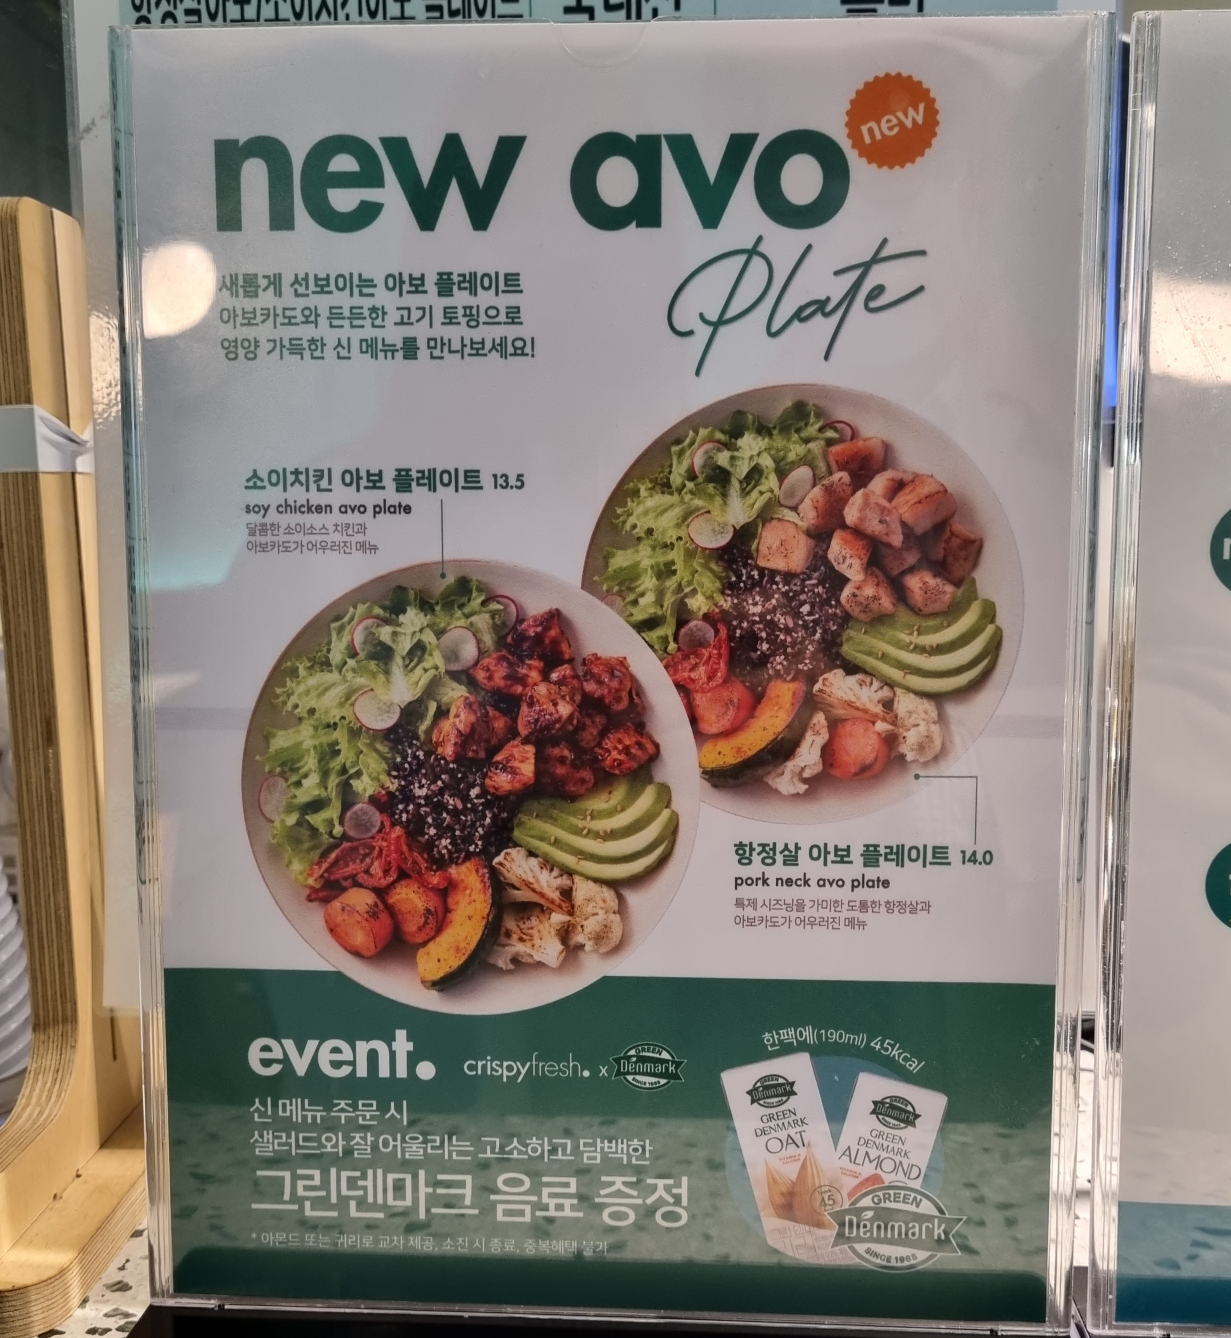 new avo
new
Plate
새롭게 선보이는 아보 플레이트
아보카도와 든든한 고기 토핑으로
영양 가득한 신 메뉴를 만나보세요!
소이치킨 아보 플레이트 13.5
soy chicken avo plate
달콤한 소이소스 치킨과
아보카도가 어우러진 메뉴
항정살 아보 플레이트 14.0
pork neck avo plate
특제 시즈닝을 가미한 도톰한 항정살과
아보카도가 어우러진 메뉴
event.
crispyfresh. x GREEN Denmark SINCE 1985
신 메뉴 주문 시
샐러드와 잘 어울리는 고소하고 담백한
그린덴마크 음료 증정
* 아몬드 또는 귀리로 교차 제공, 소진 시 종료, 중복혜택 불가
한팩에(190ml) 45kcal
GREEN Denmark
GREEN
DENMARK
OAT
GREEN Denmark
GREEN
DENMARK
ALMOND
45
GREEN
Denmark
SINCE 1985